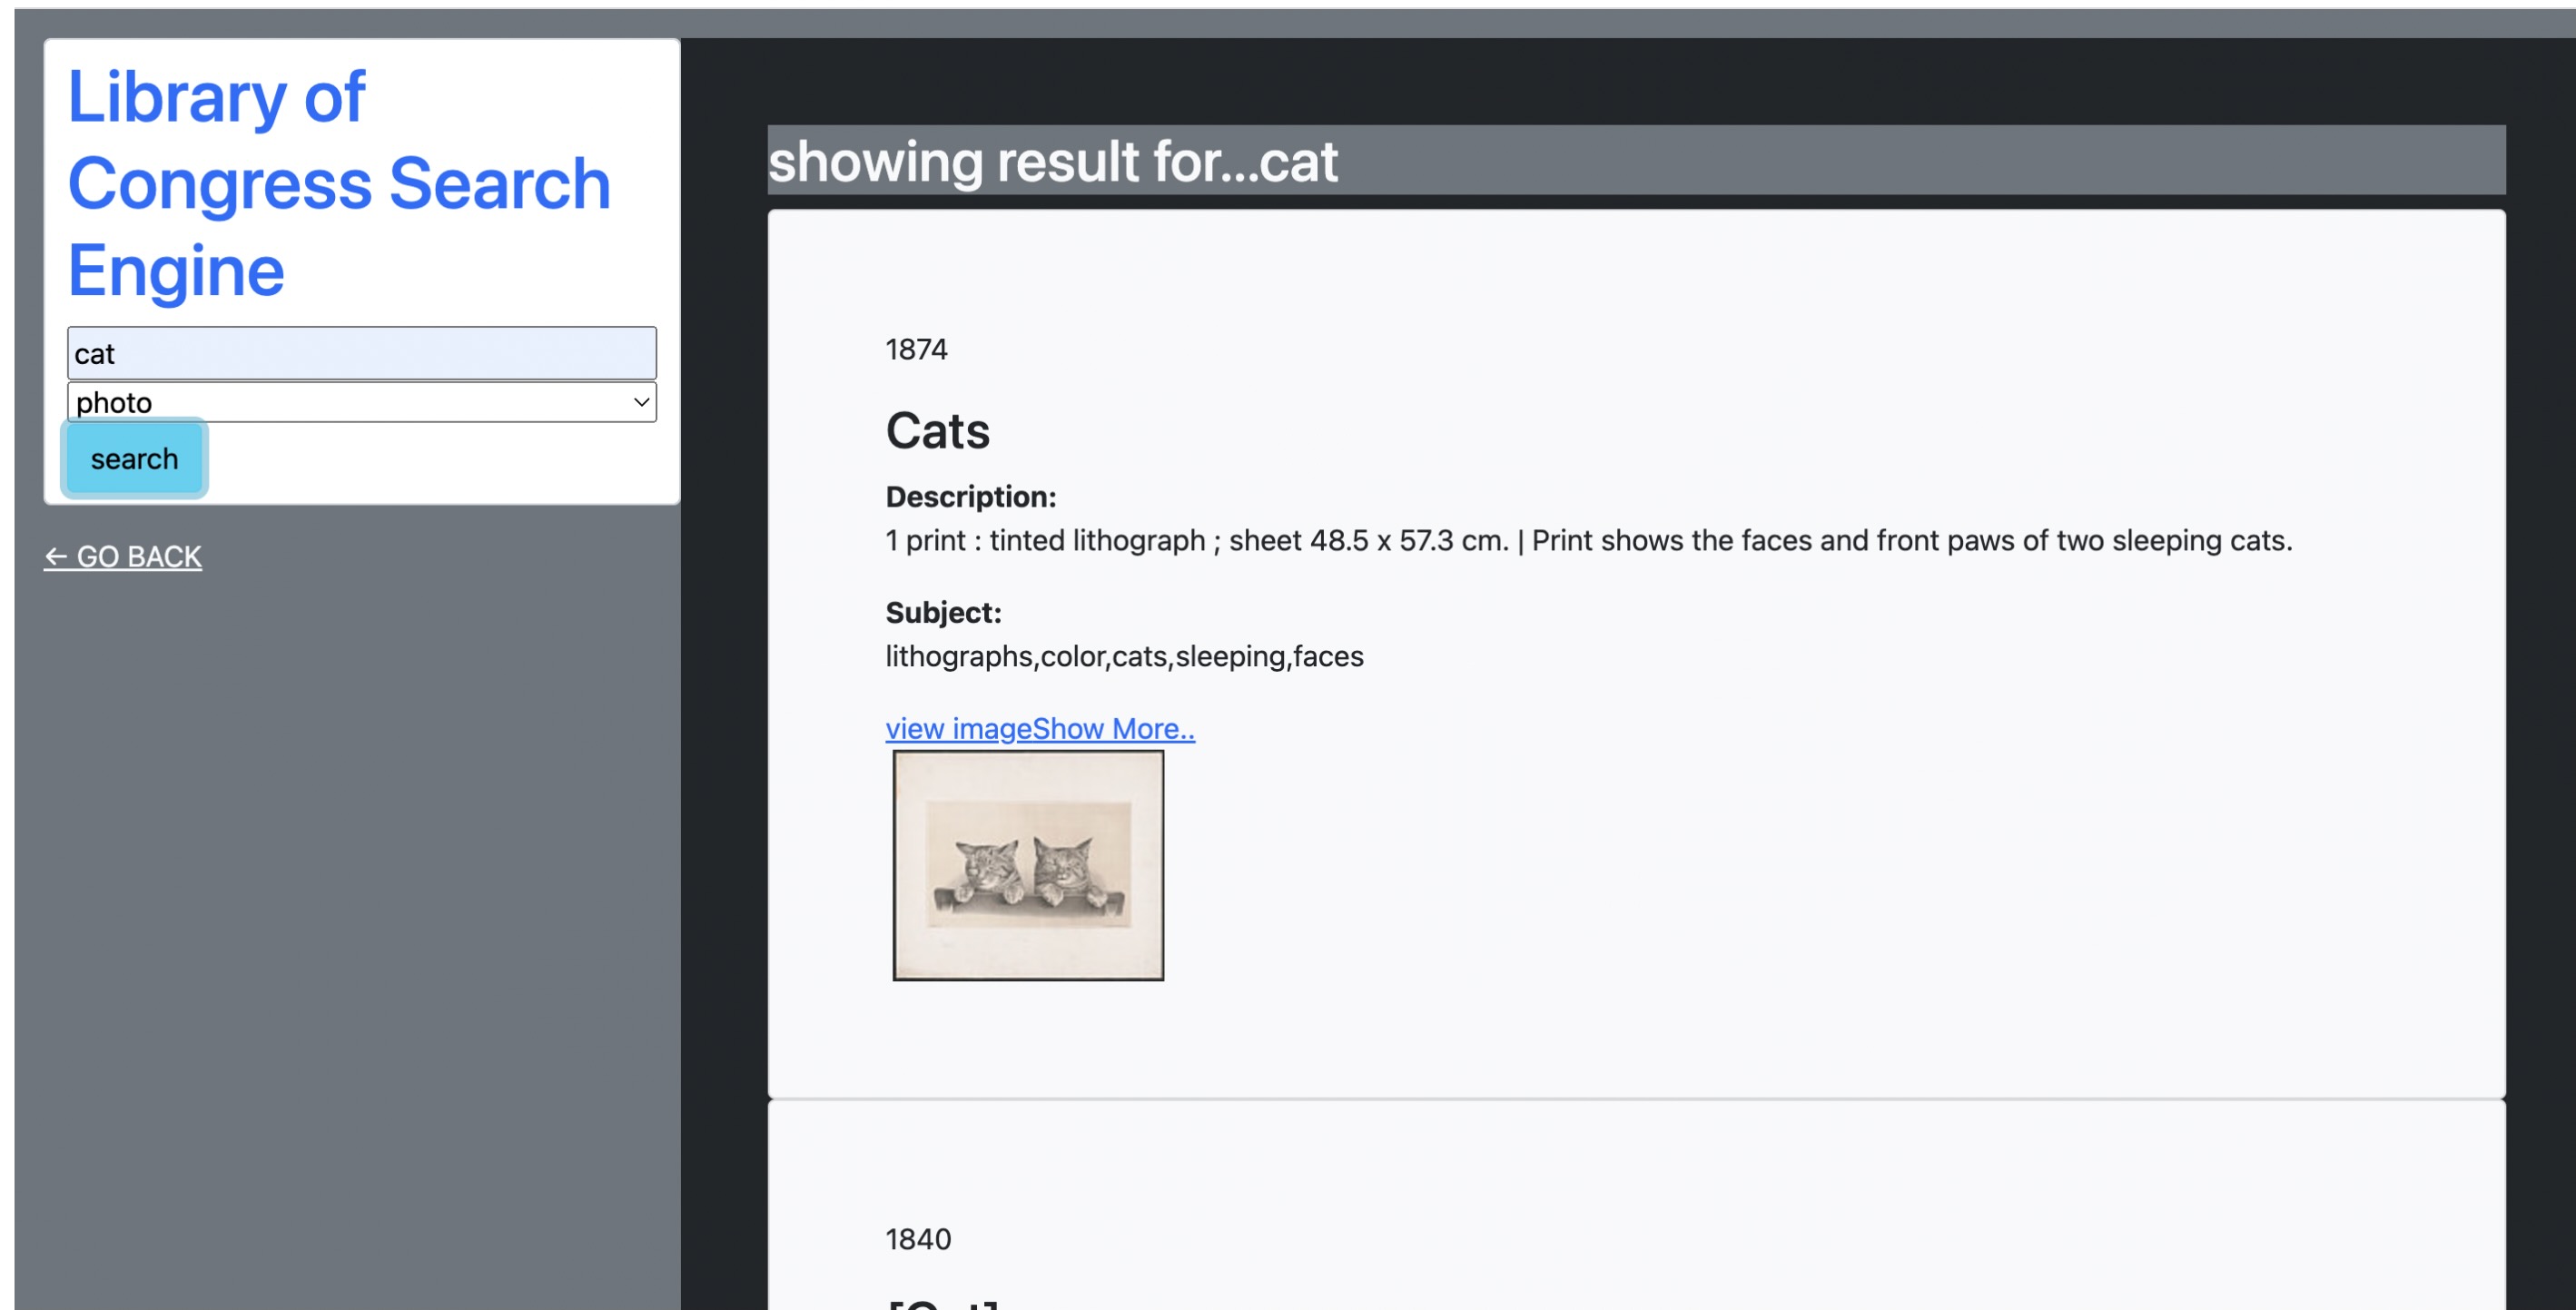 Library of
Congress Search
Engine
cat
photo
search
← GO BACK
showing result for...cat
1874
Cats
Description:
1 print : tinted lithograph ; sheet 48.5 x 57.3 cm. | Print shows the faces and front paws of two sleeping cats.
Subject:
lithographs,color,cats,sleeping,faces
view imageShow More..
1840
[Cat]